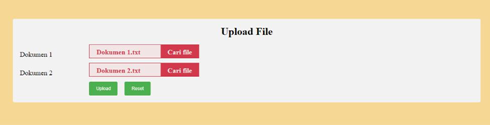 Upload File
Dokumen 1 Dokumen 1.txt Cari file
Dokumen 2 Dokumen 2.txt Cari file
Upload Reset